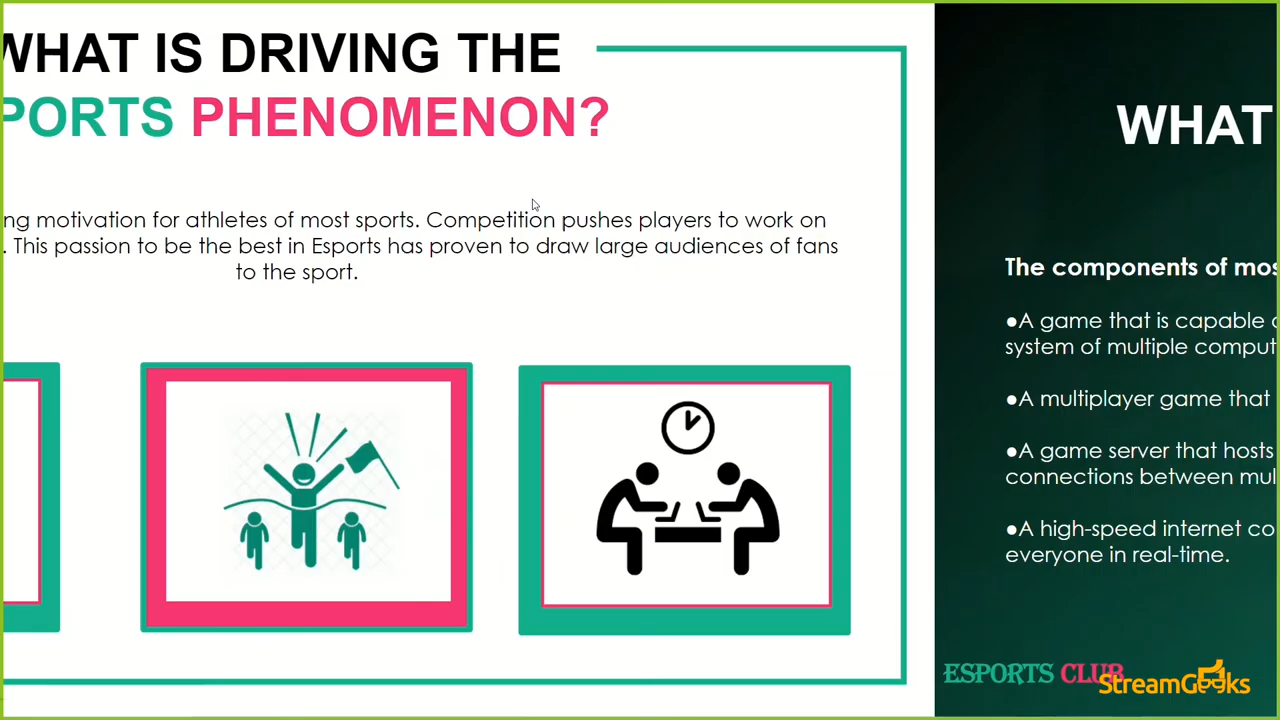 WHAT IS DRIVING THE
PORTS PHENOMENON?
ng motivation for athletes of most sports. Competition pushes players to work on
. This passion to be the best in Esports has proven to draw large audiences of fans
to the sport.
WHAT
The components of mos
●A game that is capable
system of multiple comput
●A multiplayer game that
●A game server that hosts
connections between mul
●A high-speed internet co
everyone in real-time.
ESPORTS CLUB
StreamGeeks